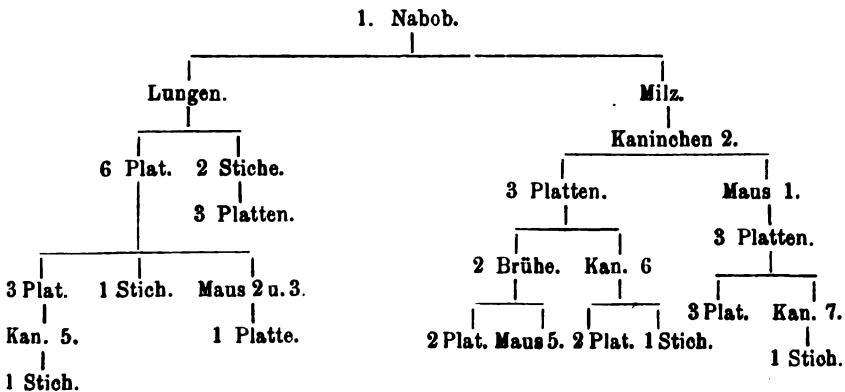 1. Nabob.
Lungen. Milz.
Kaninchen 2.
6 Plat. 2 Stiche. 3 Platten. Maus 1.
3 Platten. 3 Platten.
3 Plat. 1 Stich. Maus 2 u. 3. 2 Brühe. Kan. 6
Kan. 5. 1 Platte. 2 Plat. Maus 5. 2 Plat. 1 Stich. 3 Plat. Kan. 7.
1 Stich. 1 Stich.